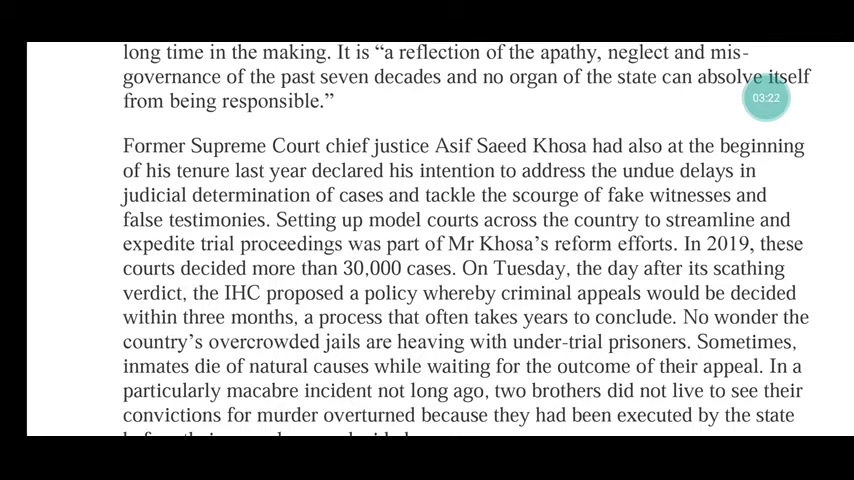 long time in the making. It is “a reflection of the apathy, neglect and mis-
governance of the past seven decades and no organ of the state can absolve itself
from being responsible.”
03:22
Former Supreme Court chief justice Asif Saeed Khosa had also at the beginning
of his tenure last year declared his intention to address the undue delays in
judicial determination of cases and tackle the scourge of fake witnesses and
false testimonies. Setting up model courts across the country to streamline and
expedite trial proceedings was part of Mr Khosa’s reform efforts. In 2019, these
courts decided more than 30,000 cases. On Tuesday, the day after its scathing
verdict, the IHC proposed a policy whereby criminal appeals would be decided
within three months, a process that often takes years to conclude. No wonder the
country’s overcrowded jails are heaving with under-trial prisoners. Sometimes,
inmates die of natural causes while waiting for the outcome of their appeal. In a
particularly macabre incident not long ago, two brothers did not live to see their
convictions for murder overturned because they had been executed by the state